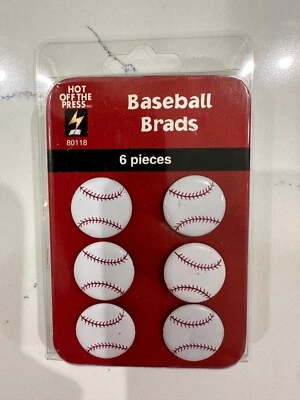 HOT
OFF THE
PRESS
80118
Baseball
Brads
6 pieces